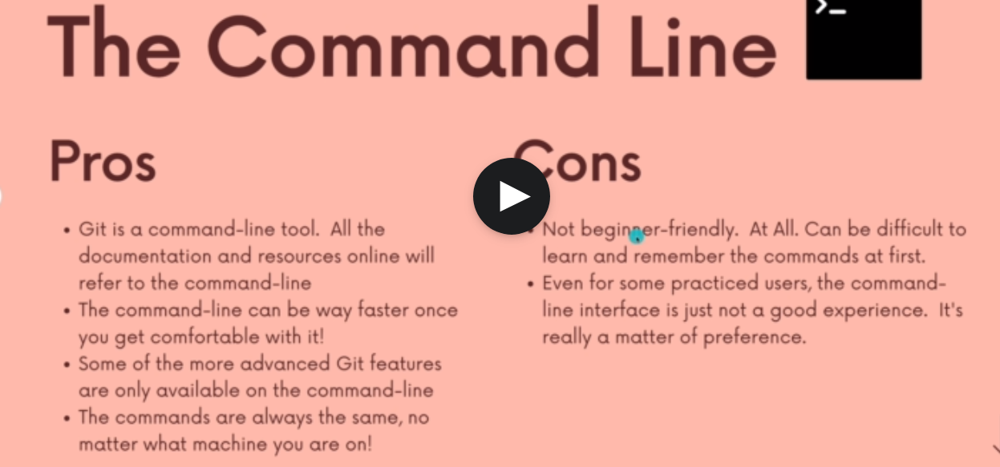 The Command Line
>_
Pros
Git is a command-line tool.  All the
documentation and resources online will
refer to the command-line
The command-line can be way faster once
you get comfortable with it!
Some of the more advanced Git features
are only available on the command-line
The commands are always the same, no
matter what machine you are on!
Cons
Not beginner-friendly.  At All. Can be difficult to
learn and remember the commands at first.
Even for some practiced users, the command-
line interface is just not a good experience.  It's
really a matter of preference.